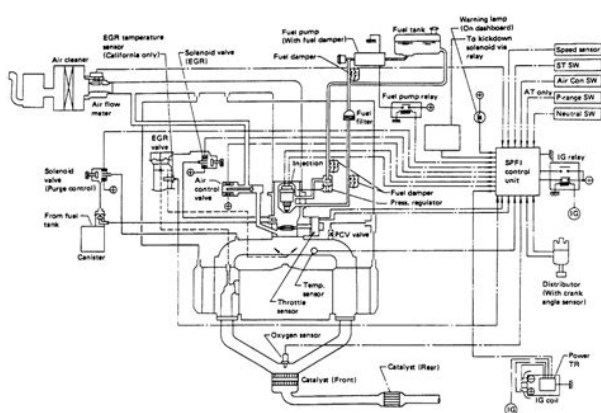 EGR temperature
sensor
(California only)
Solenoid valve
(EGR)
Air cleaner
Air flow
meter
EGR
valve
Solenoid
valve
(Purge control)
Air
control
valve
From fuel
tank
Canister
Fuel pump
(With fuel damper)
Fuel tank
Fuel damper
Fuel pump relay
Fuel
filter
Injection
Fuel damper
Press. regulator
PCV valve
Temp.
sensor
Throttle
sensor
Oxygen sensor
Catalyst (Front)
Catalyst (Rear)
Warning lamp
(On dashboard)
To kickdown
solenoid via
relay
Speed sensor
ST SW
Air Con SW
AT only
P-range SW
Neutral SW
SPFI
control
unit
IG relay
IG
Distributor
(With crank
angle sensor)
Power
TR
IG coil
IG